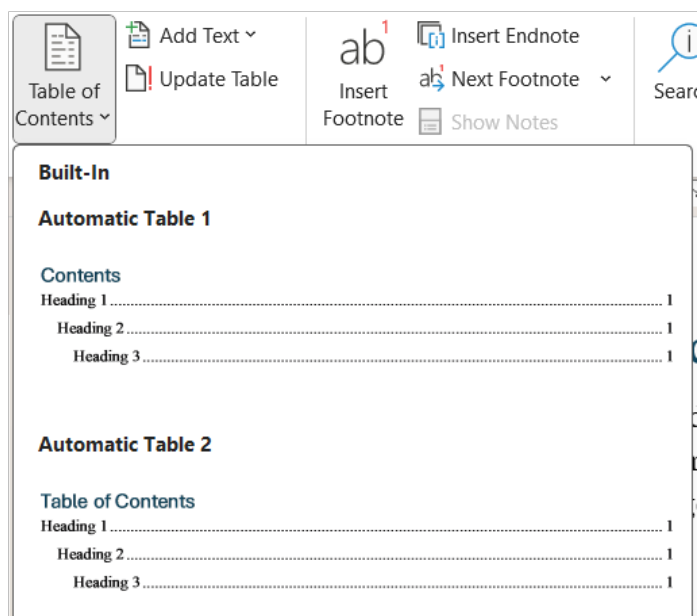 Table of
Contents
Add Text
Update Table
ab1
Insert
Footnote
Insert Endnote
ab Next Footnote
Show Notes
Built-In
Automatic Table 1
Contents
Heading 1 1
Heading 2 1
Heading 3 1
Automatic Table 2
Table of Contents
Heading 1 1
Heading 2 1
Heading 3 1